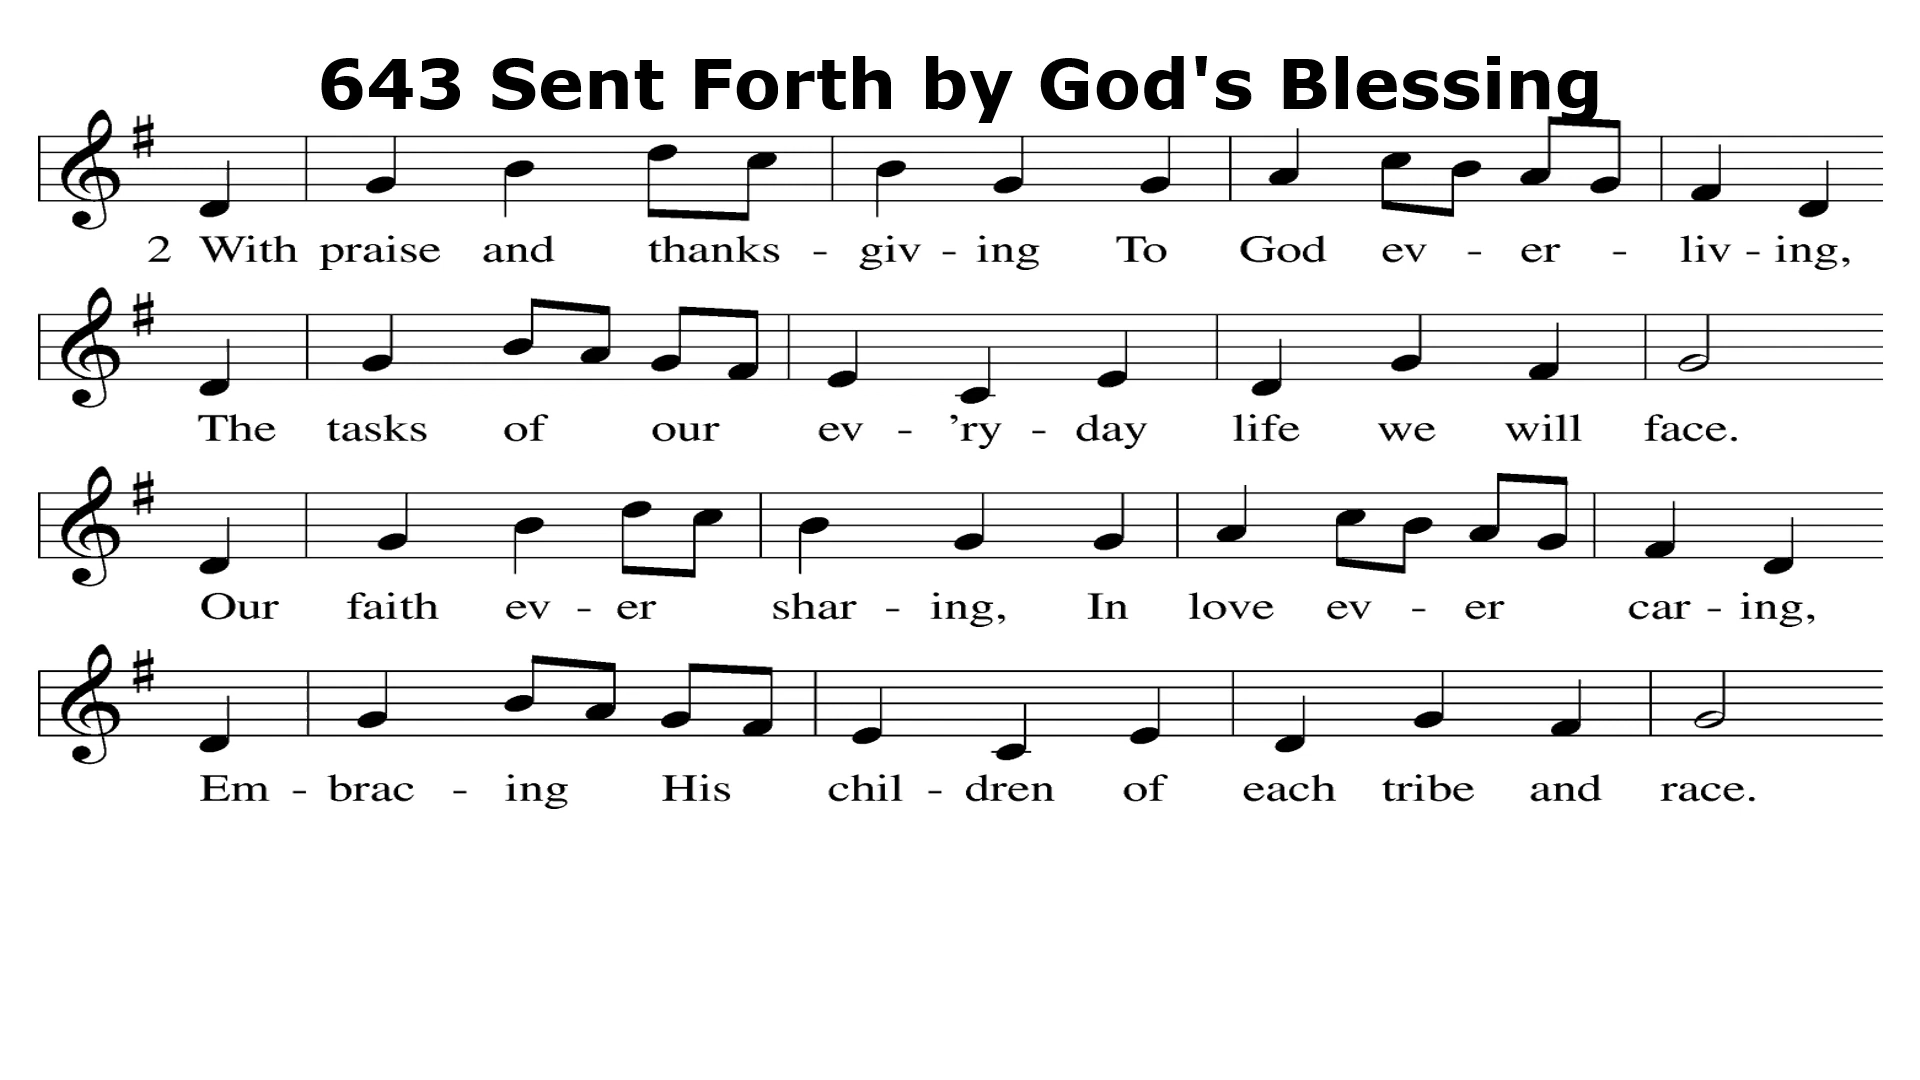 643 Sent Forth by God's Blessing
2 With praise and thanks - giv - ing To God ev - er - liv - ing,
The tasks of our ev - ’ry - day life we will face.
Our faith ev - er shar - ing, In love ev - er car - ing,
Em - brac - ing His chil - dren of each tribe and race.